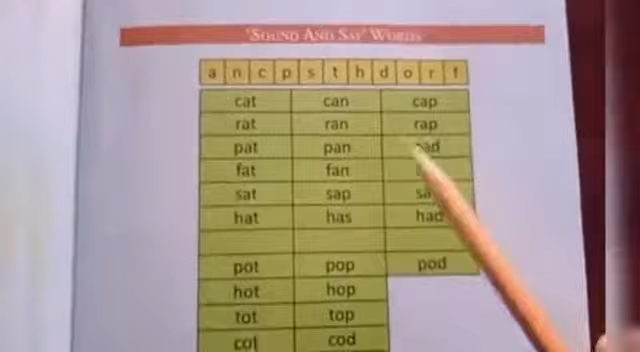 'SOUND AND SAY' WORDS
a n c p s t h d o r f
cat can cap
rat ran rap
pat pan
fat fan
sat sap
hat has had
pot pop pod
hot hop
tot top
cot cod